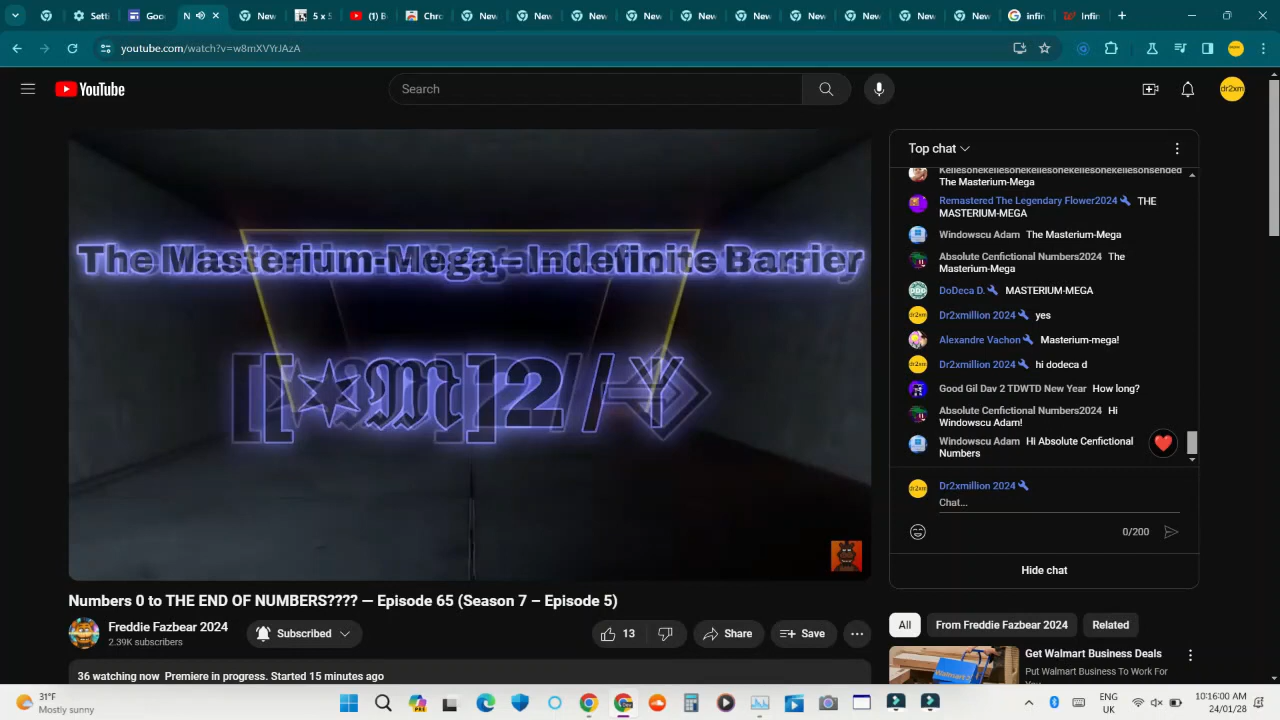 Setti
Goo
N
New
5 x 5
(1) B
Chro
New
New
New
New
New
New
New
New
New
New
infin
Infin
youtube.com/watch?v=w8mXVYrJAzA
YouTube
Search
dr2xm
Top chat
The Masterium-Mega
Remastered The Legendary Flower2024 THE
MASTERIUM-MEGA
Windowscu Adam The Masterium-Mega
Absolute Cenfictional Numbers2024 The
Masterium-Mega
DoDeca D. MASTERIUM-MEGA
Dr2xmillion 2024 yes
Alexandre Vachon Masterium-mega!
Dr2xmillion 2024 hi dodeca d
Good Gil Dav 2 TDWTD New Year How long?
Absolute Cenfictional Numbers2024 Hi
Windowscu Adam!
Windowscu Adam Hi Absolute Cenfictional
Numbers
Dr2xmillion 2024
Chat...
0/200
Hide chat
The Masterium-Mega – Indefinite Barrier
Numbers 0 to THE END OF NUMBERS???? — Episode 65 (Season 7 – Episode 5)
Freddie Fazbear 2024
2.39K subscribers
Subscribed
13
Share
Save
36 watching now Premiere in progress. Started 15 minutes ago
All
From Freddie Fazbear 2024
Related
Get Walmart Business Deals
Put Walmart Business To Work For
31°F
Mostly sunny
ENG
UK
10:16:00 AM
24/01/28